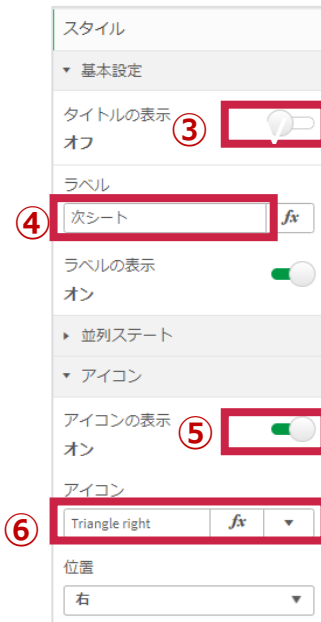 スタイル
▼ 基本設定
タイトルの表示
オフ
③
ラベル
④
次シート fx
ラベルの表示
オン
▶ 並列ステート
▼ アイコン
アイコンの表示
オン
⑤
アイコン
⑥
Triangle right fx ▼
位置
右 ▼